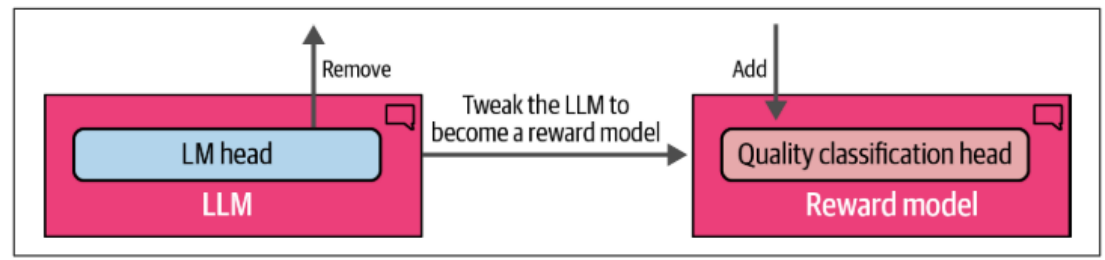 Remove
Add
Tweak the LLM to
become a reward model
LM head
LLM
Quality classification head
Reward model